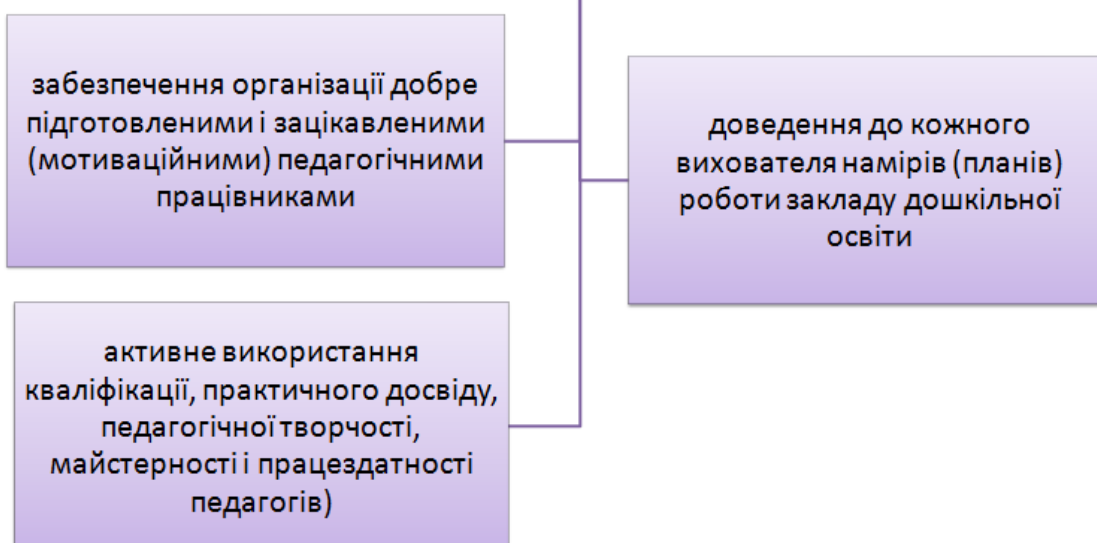 забезпечення організації добре
підготовленими і зацікавленими
(мотиваційними) педагогічними
працівниками
доведення до кожного
вихователя намірів (планів)
роботи закладу дошкільної
освіти
активне використання
кваліфікації, практичного досвіду,
педагогічної творчості,
майстерності і працездатності
педагогів)